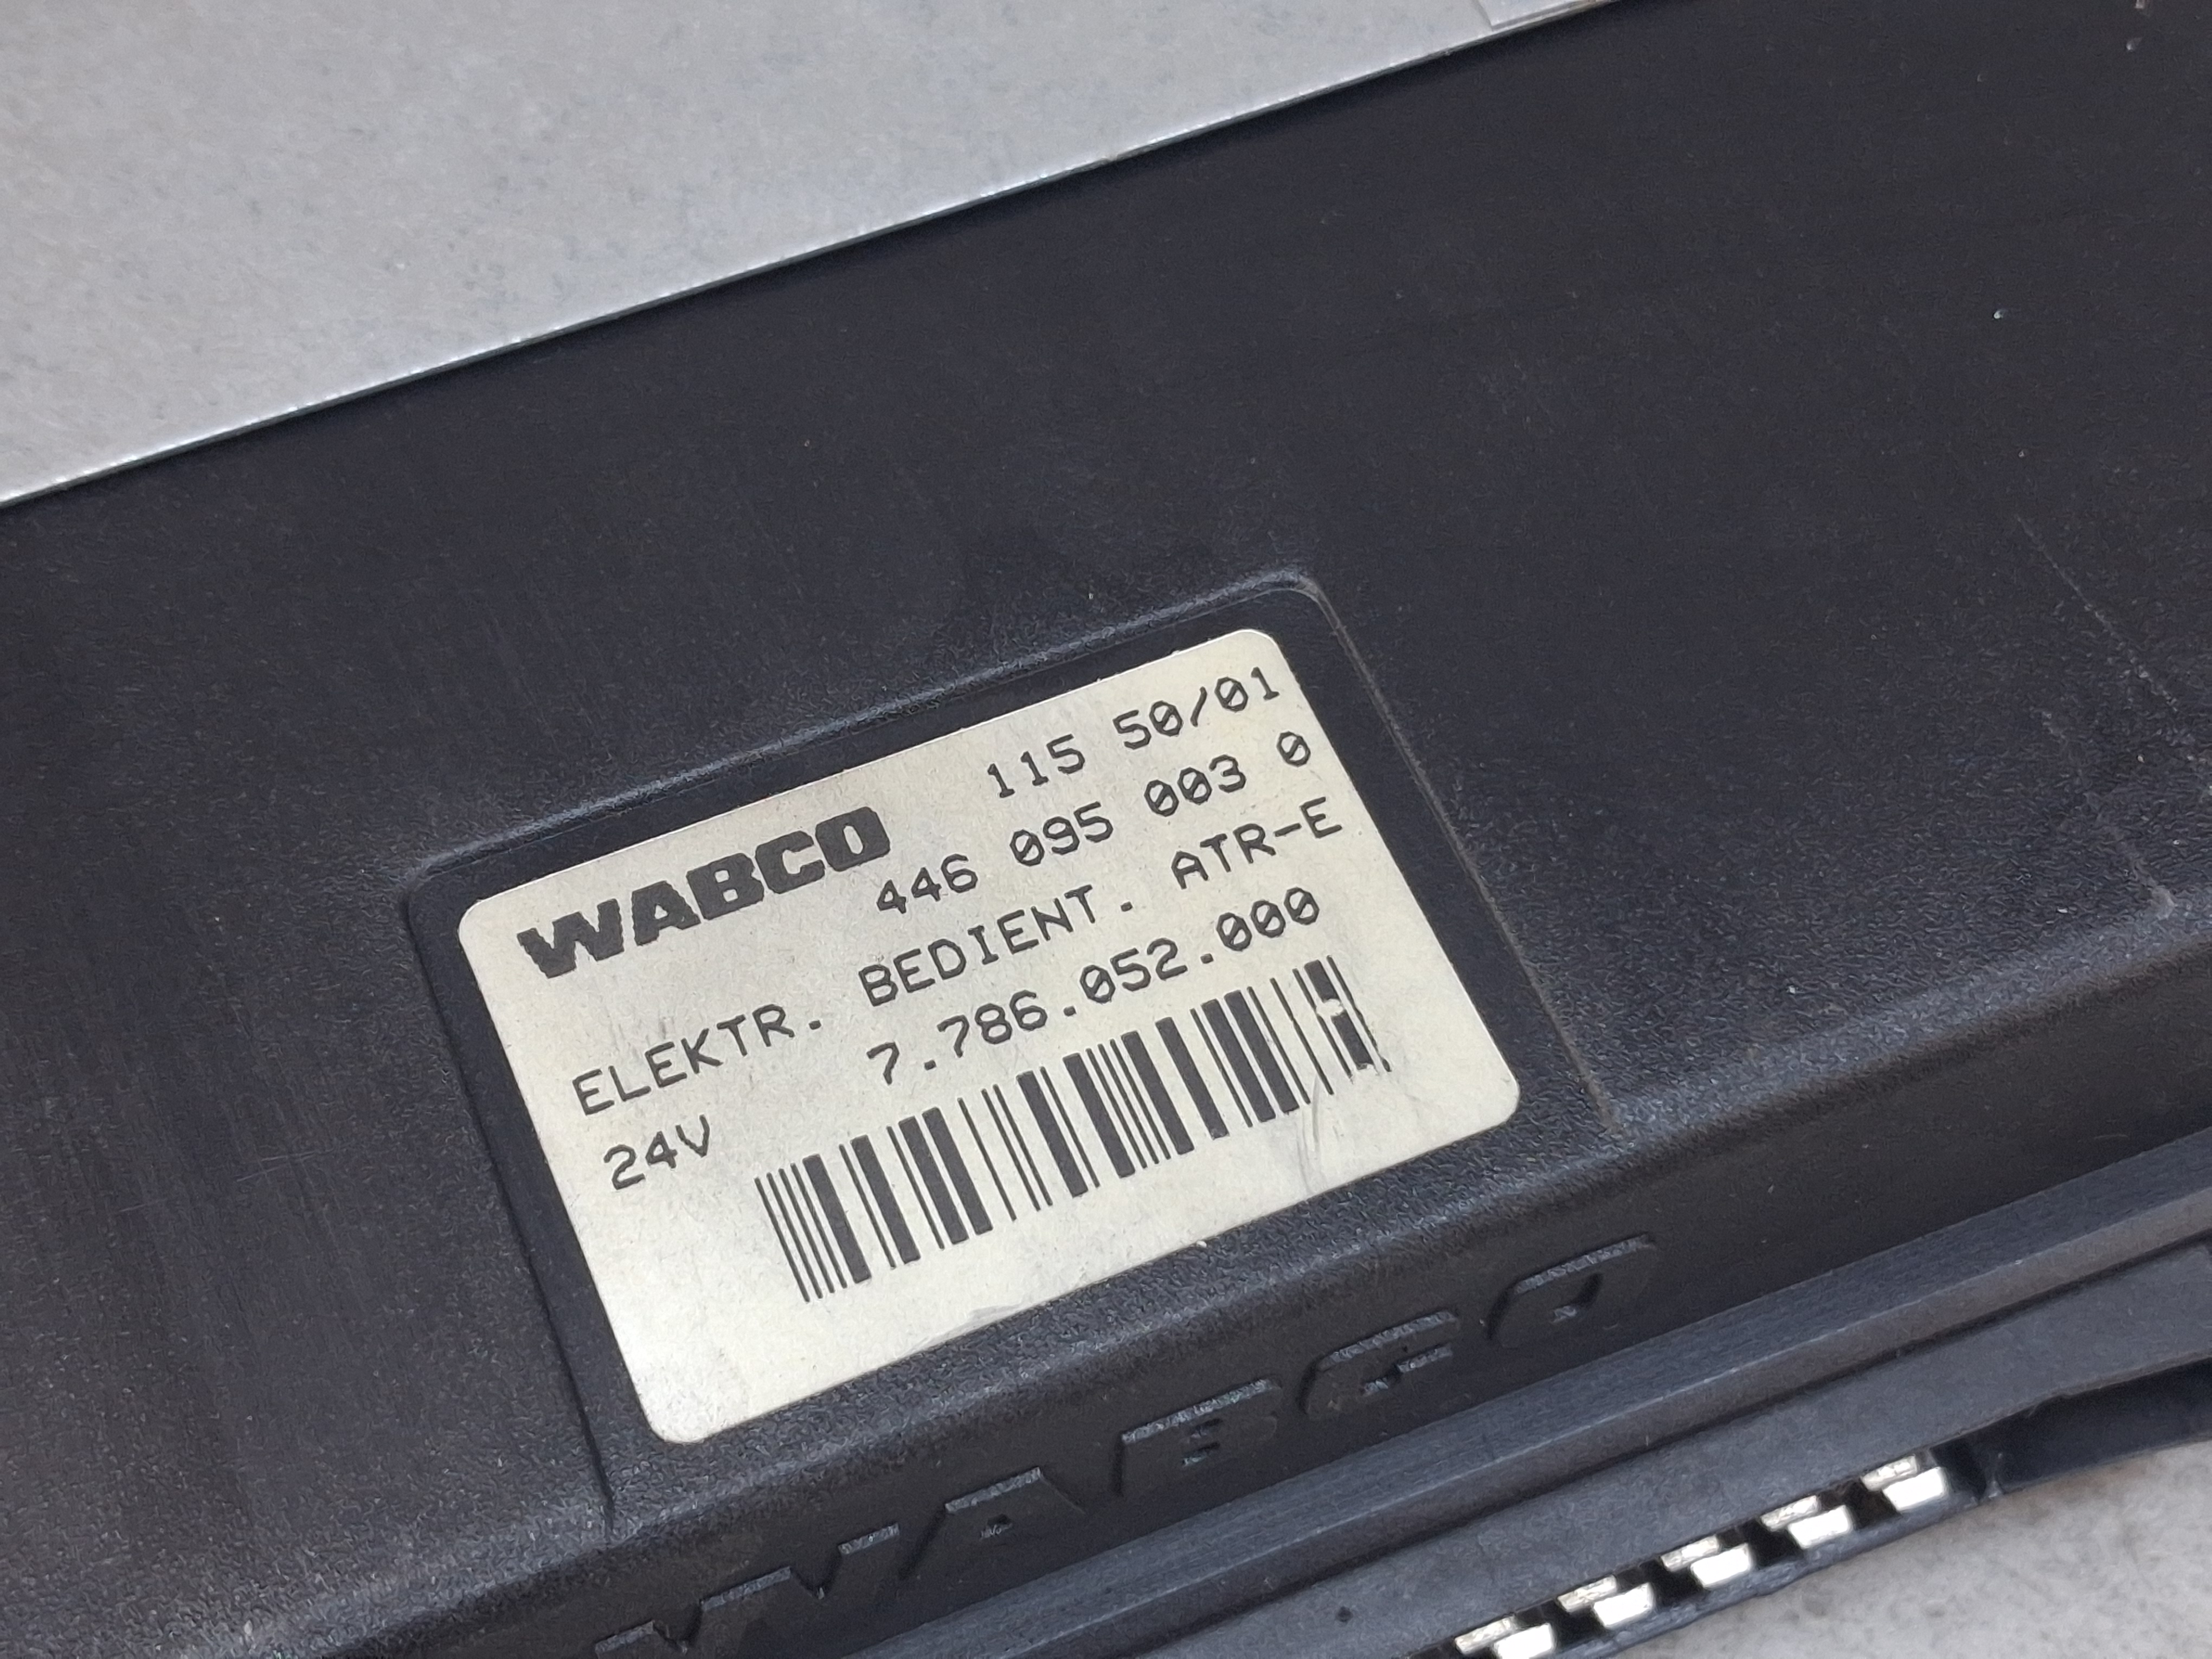 WABCO 115 50/01
446 095 003 0
ELEKTR. BEDIENT. ATR-E
7.786.052.000
24V
WABCO